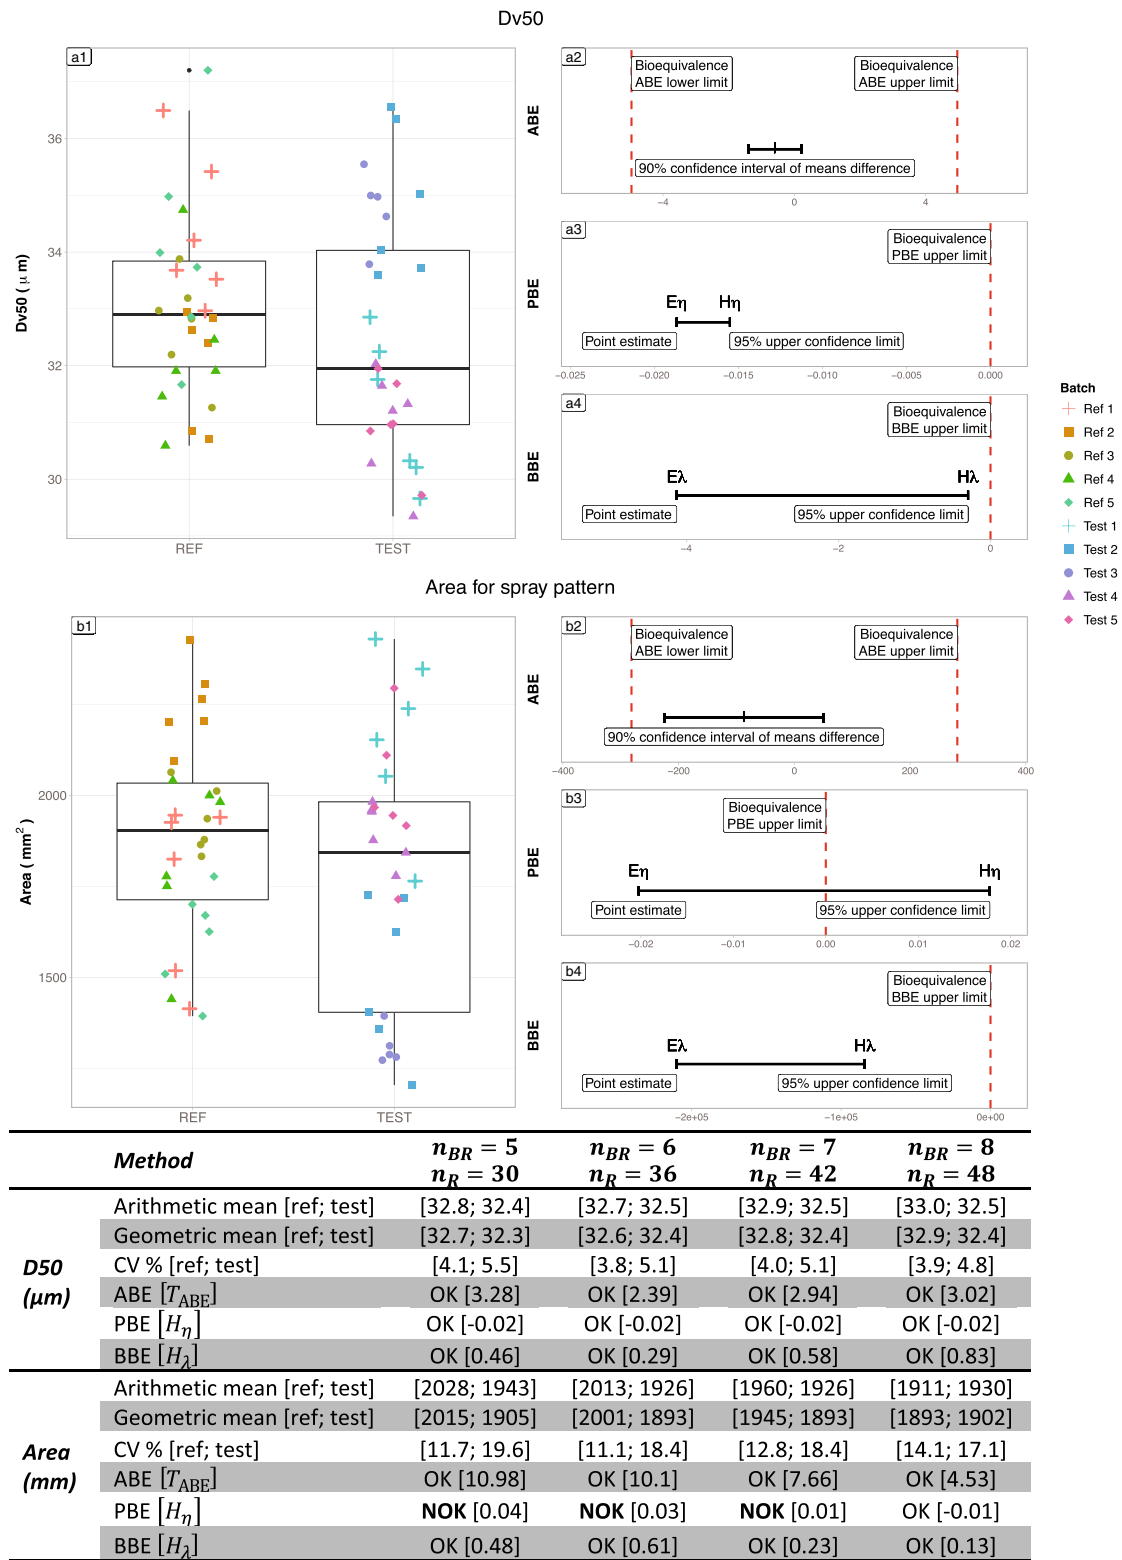 Dv50
a1
36
34
32
30
Dv50 ( μ m)
REF
TEST
a2
ABE
Bioequivalence
ABE lower limit
Bioequivalence
ABE upper limit
90% confidence interval of means difference
−4
0
4
a3
PBE
Bioequivalence
PBE upper limit
Eη
Hη
Point estimate
95% upper confidence limit
−0.025
−0.020
−0.015
−0.010
−0.005
0.000
a4
BBE
Bioequivalence
BBE upper limit
Eλ
Hλ
Point estimate
95% upper confidence limit
−4
−2
0
Batch
Ref 1
Ref 2
Ref 3
Ref 4
Ref 5
Test 1
Test 2
Test 3
Test 4
Test 5
Area for spray pattern
b1
2000
1500
Area ( mm² )
REF
TEST
b2
ABE
Bioequivalence
ABE lower limit
Bioequivalence
ABE upper limit
90% confidence interval of means difference
−400
−200
0
200
400
b3
PBE
Bioequivalence
PBE upper limit
Eη
Hη
Point estimate
95% upper confidence limit
−0.02
−0.01
0.00
0.01
0.02
b4
BBE
Bioequivalence
BBE upper limit
Eλ
Hλ
Point estimate
95% upper confidence limit
−2e+05
−1e+05
0e+00
Method n_BR = 5 n_BR = 6 n_BR = 7 n_BR = 8
n_R = 30 n_R = 36 n_R = 42 n_R = 48
D50
(μm)
Arithmetic mean [ref; test] [32.8; 32.4] [32.7; 32.5] [32.9; 32.5] [33.0; 32.5]
Geometric mean [ref; test] [32.7; 32.3] [32.6; 32.4] [32.8; 32.4] [32.9; 32.4]
CV % [ref; test] [4.1; 5.5] [3.8; 5.1] [4.0; 5.1] [3.9; 4.8]
ABE [T_ABE] OK [3.28] OK [2.39] OK [2.94] OK [3.02]
PBE [H_η] OK [-0.02] OK [-0.02] OK [-0.02] OK [-0.02]
BBE [H_λ] OK [0.46] OK [0.29] OK [0.58] OK [0.83]
Area
(mm)
Arithmetic mean [ref; test] [2028; 1943] [2013; 1926] [1960; 1926] [1911; 1930]
Geometric mean [ref; test] [2015; 1905] [2001; 1893] [1945; 1893] [1893; 1902]
CV % [ref; test] [11.7; 19.6] [11.1; 18.4] [12.8; 18.4] [14.1; 17.1]
ABE [T_ABE] OK [10.98] OK [10.1] OK [7.66] OK [4.53]
PBE [H_η] NOK [0.04] NOK [0.03] NOK [0.01] OK [-0.01]
BBE [H_λ] OK [0.48] OK [0.61] OK [0.23] OK [0.13]